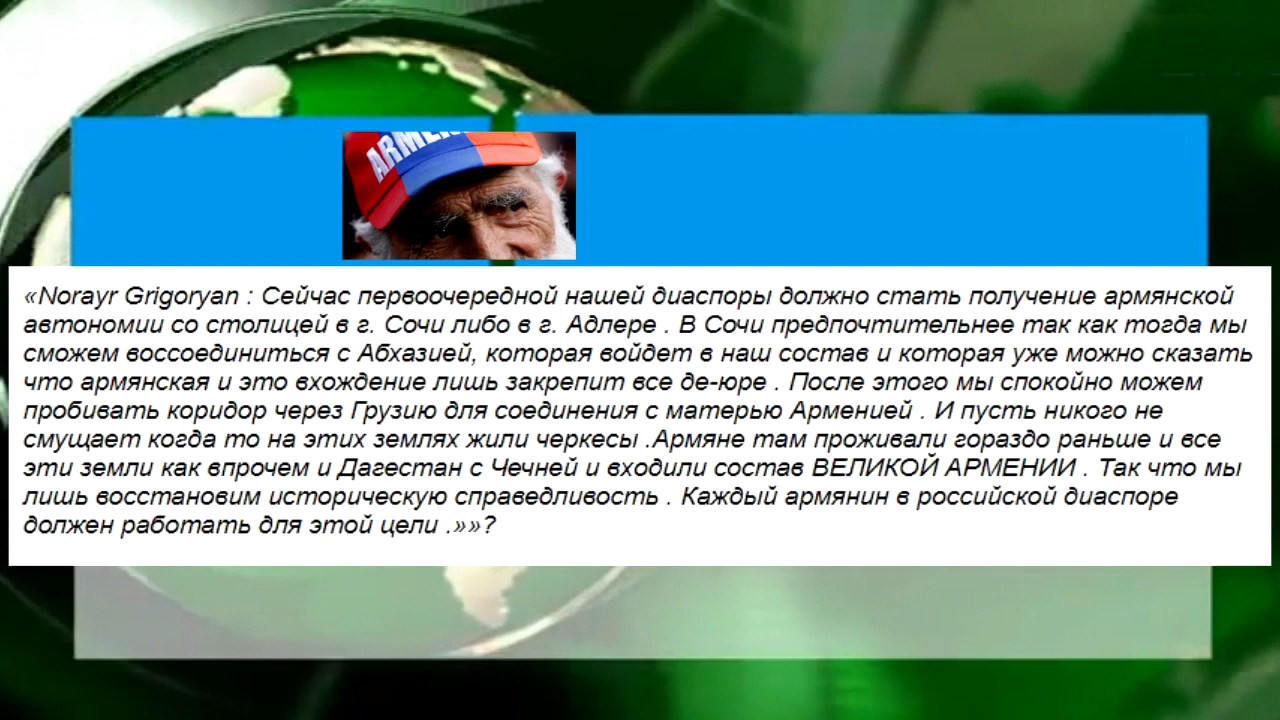 ARMEN
«Norayr Grigoryan : Сейчас первоочередной нашей диаспоры должно стать получение армянской
автономии со столицей в г. Сочи либо в г. Адлере . В Сочи предпочтительнее так как тогда мы
сможем воссоединиться с Абхазией, которая войдет в наш состав и которая уже можно сказать
что армянская и это вхождение лишь закрепит все де-юре . После этого мы спокойно можем
пробивать коридор через Грузию для соединения с матерью Арменией . И пусть никого не
смущает когда то на этих землях жили черкесы .Армяне там проживали гораздо раньше и все
эти земли как впрочем и Дагестан с Чечней и входили состав ВЕЛИКОЙ АРМЕНИИ . Так что мы
лишь восстановим историческую справедливость . Каждый армянин в российской диаспоре
должен работать для этой цели .»»?